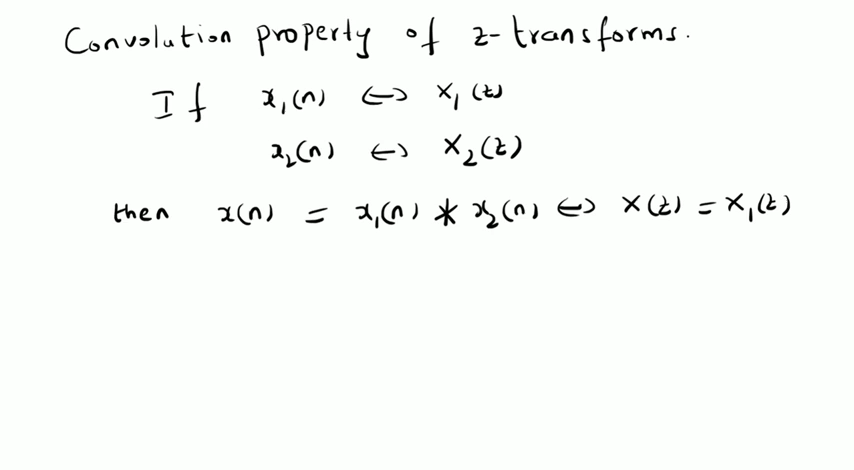 Convolution property of z-transforms.
If x₁(n) ↔ X₁(z)
x₂(n) ↔ X₂(z)
then x(n) = x₁(n) * x₂(n) ↔ X(z) = X₁(z)